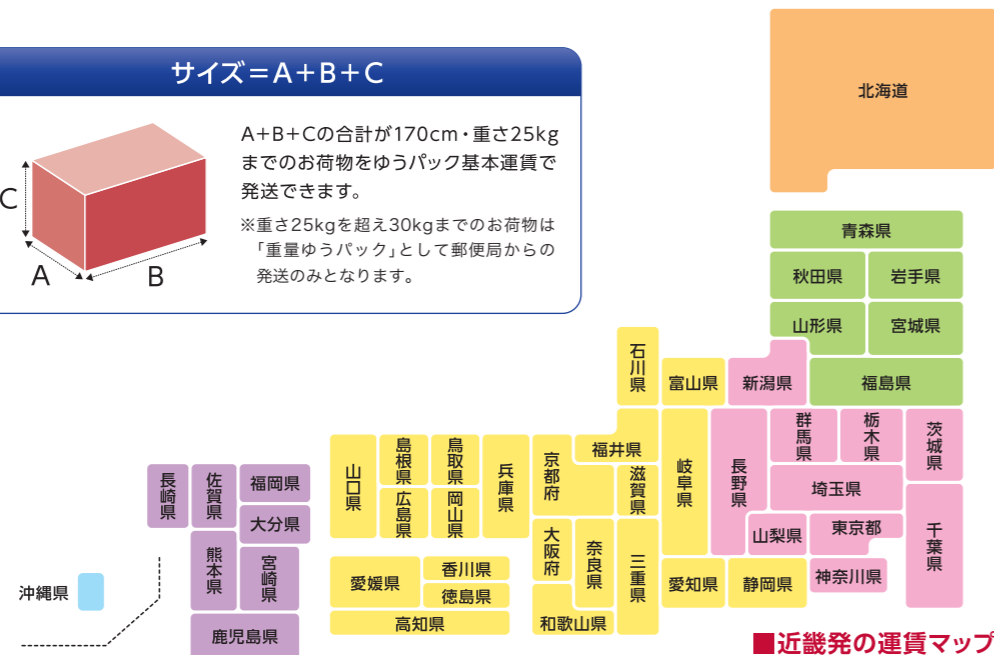 サイズ＝A＋B＋C
A＋B＋Cの合計が170cm・重さ25kg
までのお荷物をゆうパック基本運賃で
発送できます。
※重さ25kgを超え30kgまでのお荷物は
「重量ゆうパック」として郵便局からの
発送のみとなります。
C
A
B
北海道
青森県
秋田県
岩手県
山形県
宮城県
福島県
石川県
富山県
新潟県
福井県
岐阜県
長野県
群馬県
栃木県
茨城県
埼玉県
山梨県
東京都
千葉県
神奈川県
山口県
島根県
鳥取県
兵庫県
京都府
滋賀県
広島県
岡山県
大阪府
奈良県
三重県
愛知県
静岡県
和歌山県
愛媛県
香川県
徳島県
高知県
長崎県
佐賀県
福岡県
大分県
熊本県
宮崎県
鹿児島県
沖縄県
■近畿発の運賃マップ